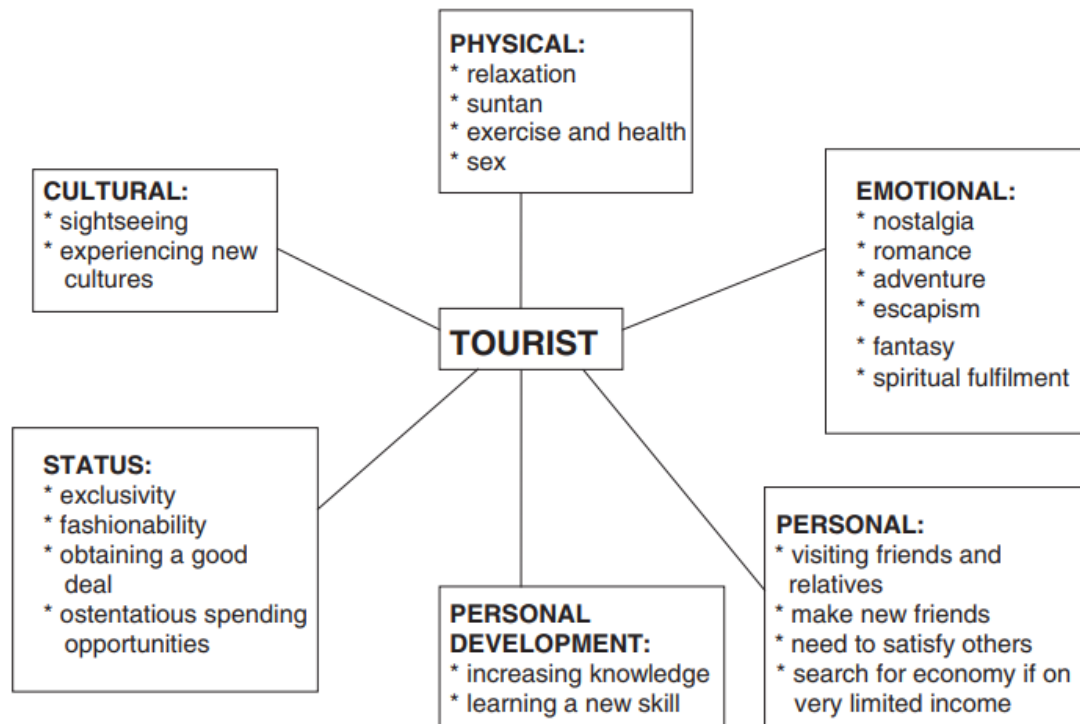 PHYSICAL:
* relaxation
* suntan
* exercise and health
* sex
CULTURAL:
* sightseeing
* experiencing new
cultures
EMOTIONAL:
* nostalgia
* romance
* adventure
* escapism
* fantasy
* spiritual fulfilment
TOURIST
STATUS:
* exclusivity
* fashionability
* obtaining a good
deal
* ostentatious spending
opportunities
PERSONAL
DEVELOPMENT:
* increasing knowledge
* learning a new skill
PERSONAL:
* visiting friends and
relatives
* make new friends
* need to satisfy others
* search for economy if on
very limited income